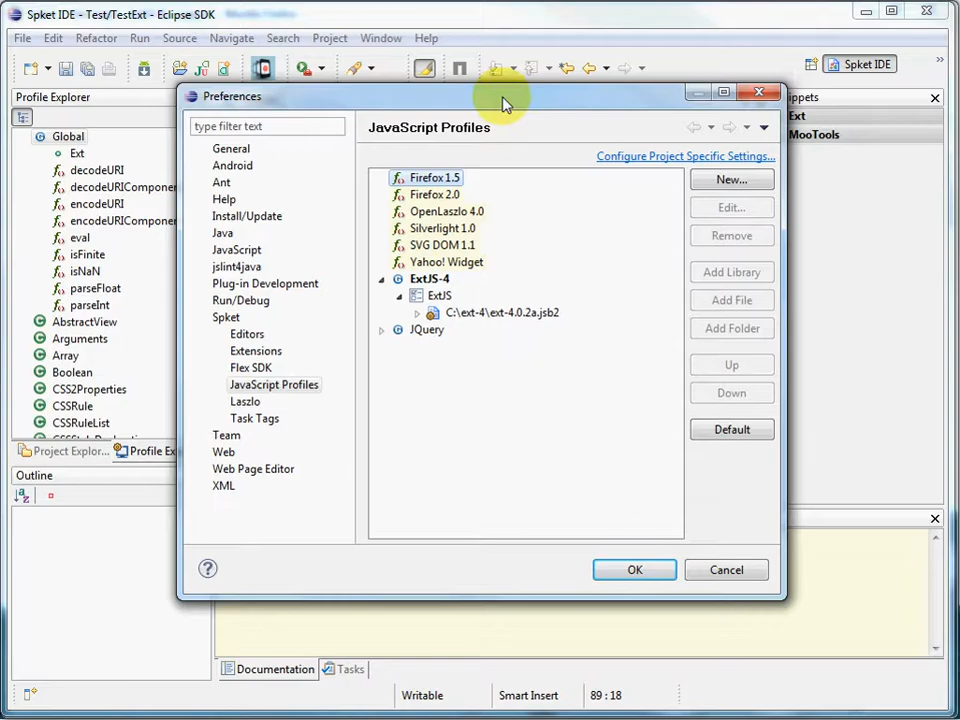 Spket IDE - Test/TestExt - Eclipse SDK
File Edit Refactor Run Source Navigate Search Project Window Help
Spket IDE
Profile Explorer
Global
Ext
decodeURI
decodeURIComponen
encodeURI
encodeURIComponen
eval
isFinite
isNaN
parseFloat
parseInt
AbstractView
Arguments
Array
Boolean
CSS2Properties
CSSRule
CSSRuleList
Project Explor...
Profile Ex
Outline
Preferences
type filter text
General
Android
Ant
Help
Install/Update
Java
JavaScript
jslint4java
Plug-in Development
Run/Debug
Spket
Editors
Extensions
Flex SDK
JavaScript Profiles
Laszlo
Task Tags
Team
Web
Web Page Editor
XML
JavaScript Profiles
Configure Project Specific Settings...
Firefox 1.5
Firefox 2.0
OpenLaszlo 4.0
Silverlight 1.0
SVG DOM 1.1
Yahoo! Widget
ExtJS-4
ExtJS
C:\ext-4\ext-4.0.2a.jsb2
JQuery
New...
Edit...
Remove
Add Library
Add File
Add Folder
Up
Down
Default
OK
Cancel
ippets
Ext
MooTools
Documentation
Tasks
Writable
Smart Insert
89 : 18